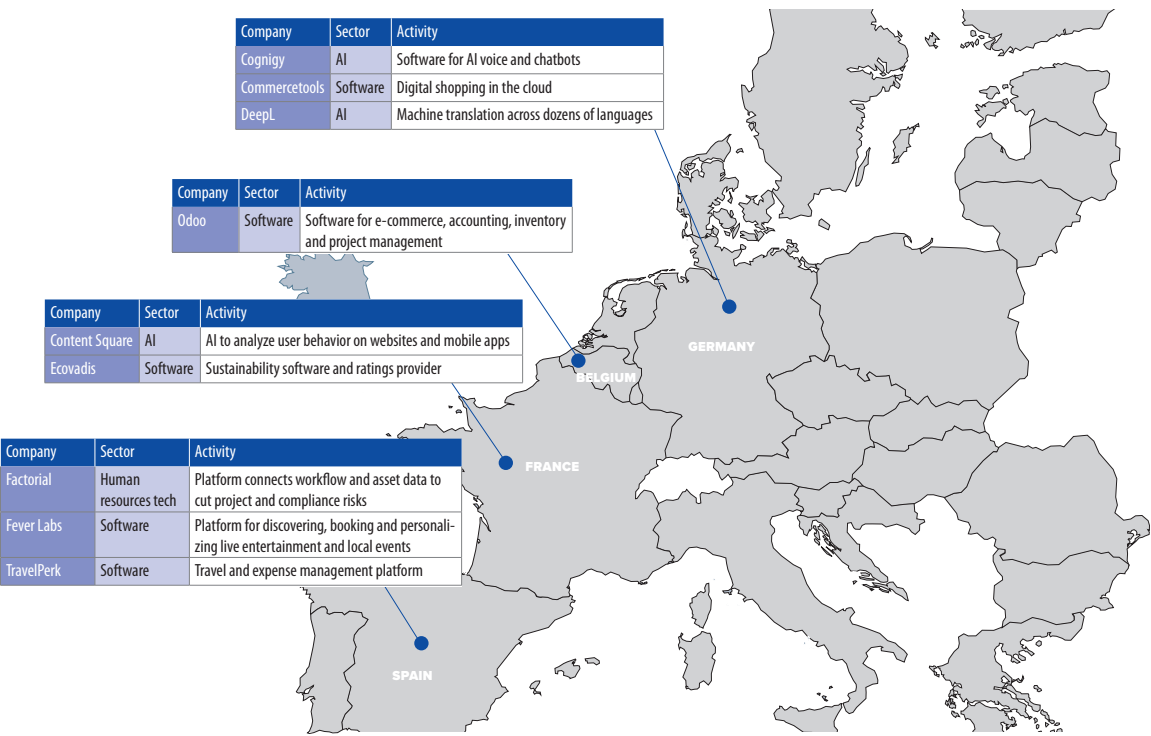 Company Sector Activity
Cognigy AI Software for AI voice and chatbots
Commercetools Software Digital shopping in the cloud
DeepL AI Machine translation across dozens of languages
Company Sector Activity
Odoo Software Software for e-commerce, accounting, inventory
and project management
Company Sector Activity
Content Square AI AI to analyze user behavior on websites and mobile apps
Ecovadis Software Sustainability software and ratings provider
Company Sector Activity
Factorial Human Platform connects workflow and asset data to
resources tech cut project and compliance risks
Fever Labs Software Platform for discovering, booking and personali-
zing live entertainment and local events
TravelPerk Software Travel and expense management platform
GERMANY
BELGIUM
FRANCE
SPAIN